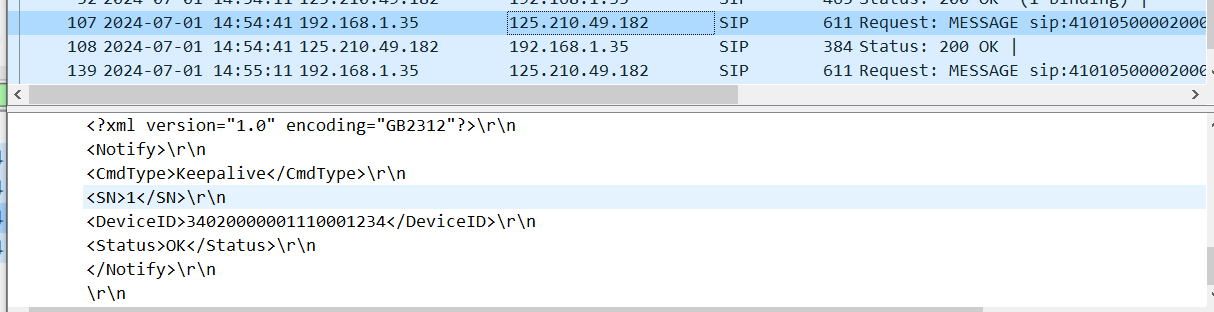 107 2024-07-01 14:54:41 192.168.1.35 125.210.49.182 SIP 611 Request: MESSAGE sip:41010500002000
108 2024-07-01 14:54:41 125.210.49.182 192.168.1.35 SIP 384 Status: 200 OK |
139 2024-07-01 14:55:11 192.168.1.35 125.210.49.182 SIP 611 Request: MESSAGE sip:41010500002000
<?xml version="1.0" encoding="GB2312"?>\r\n
<Notify>\r\n
<CmdType>Keepalive</CmdType>\r\n
<SN>1</SN>\r\n
<DeviceID>34020000001110001234</DeviceID>\r\n
<Status>OK</Status>\r\n
</Notify>\r\n
\r\n